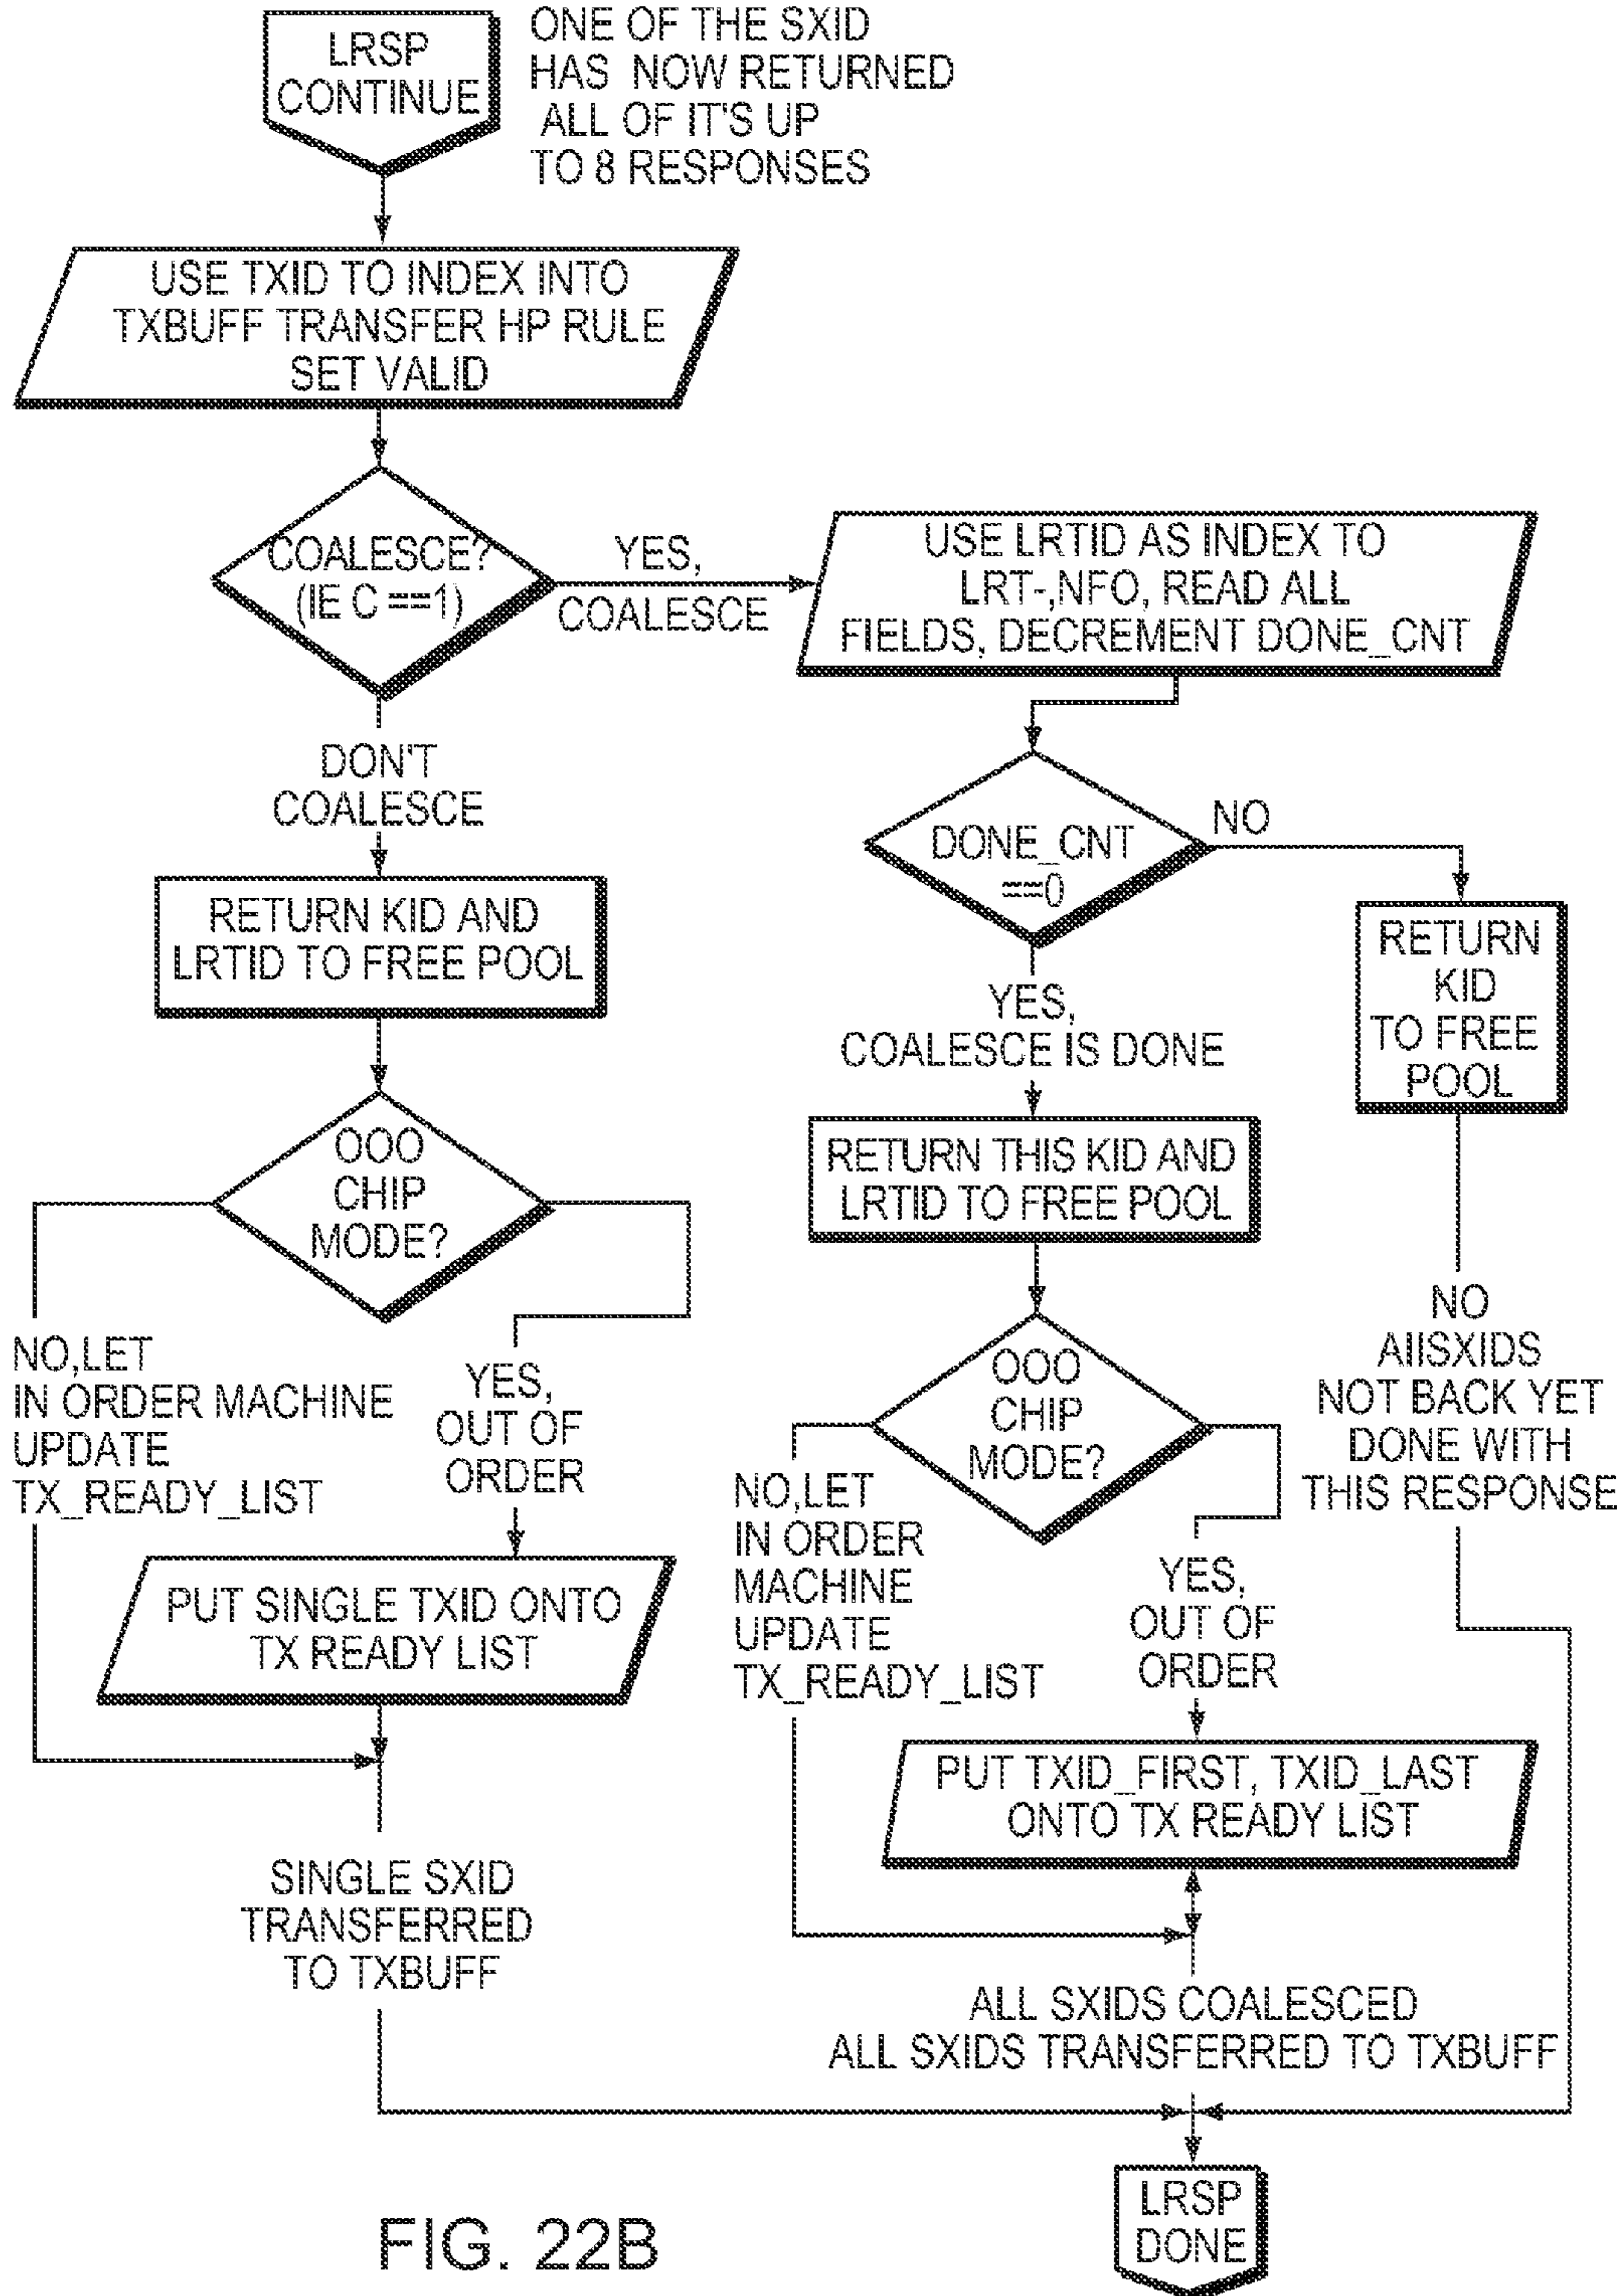 LRSP
CONTINUE
ONE OF THE SXID
HAS NOW RETURNED
ALL OF IT'S UP
TO 8 RESPONSES
USE TXID TO INDEX INTO
TXBUFF TRANSFER HP RULE
SET VALID
COALESCE?
(IE C ==1)
YES,
COALESCE
USE LRTID AS INDEX TO
LRT-,NFO, READ ALL
FIELDS, DECREMENT DONE_CNT
DON'T
COALESCE
DONE_CNT
==0
NO
RETURN KID AND
LRTID TO FREE POOL
RETURN
KID
TO FREE
POOL
YES,
COALESCE IS DONE
OOO
CHIP
MODE?
RETURN THIS KID AND
LRTID TO FREE POOL
NO,LET
IN ORDER MACHINE
UPDATE
TX_READY_LIST
YES,
OUT OF
ORDER
OOO
CHIP
MODE?
NO
AIISXIDS
NOT BACK YET
DONE WITH
THIS RESPONSE
NO,LET
IN ORDER
MACHINE
UPDATE
TX_READY_LIST
YES,
OUT OF
ORDER
PUT SINGLE TXID ONTO
TX READY LIST
PUT TXID_FIRST, TXID_LAST
ONTO TX READY LIST
SINGLE SXID
TRANSFERRED
TO TXBUFF
ALL SXIDS COALESCED
ALL SXIDS TRANSFERRED TO TXBUFF
LRSP
DONE
FIG. 22B